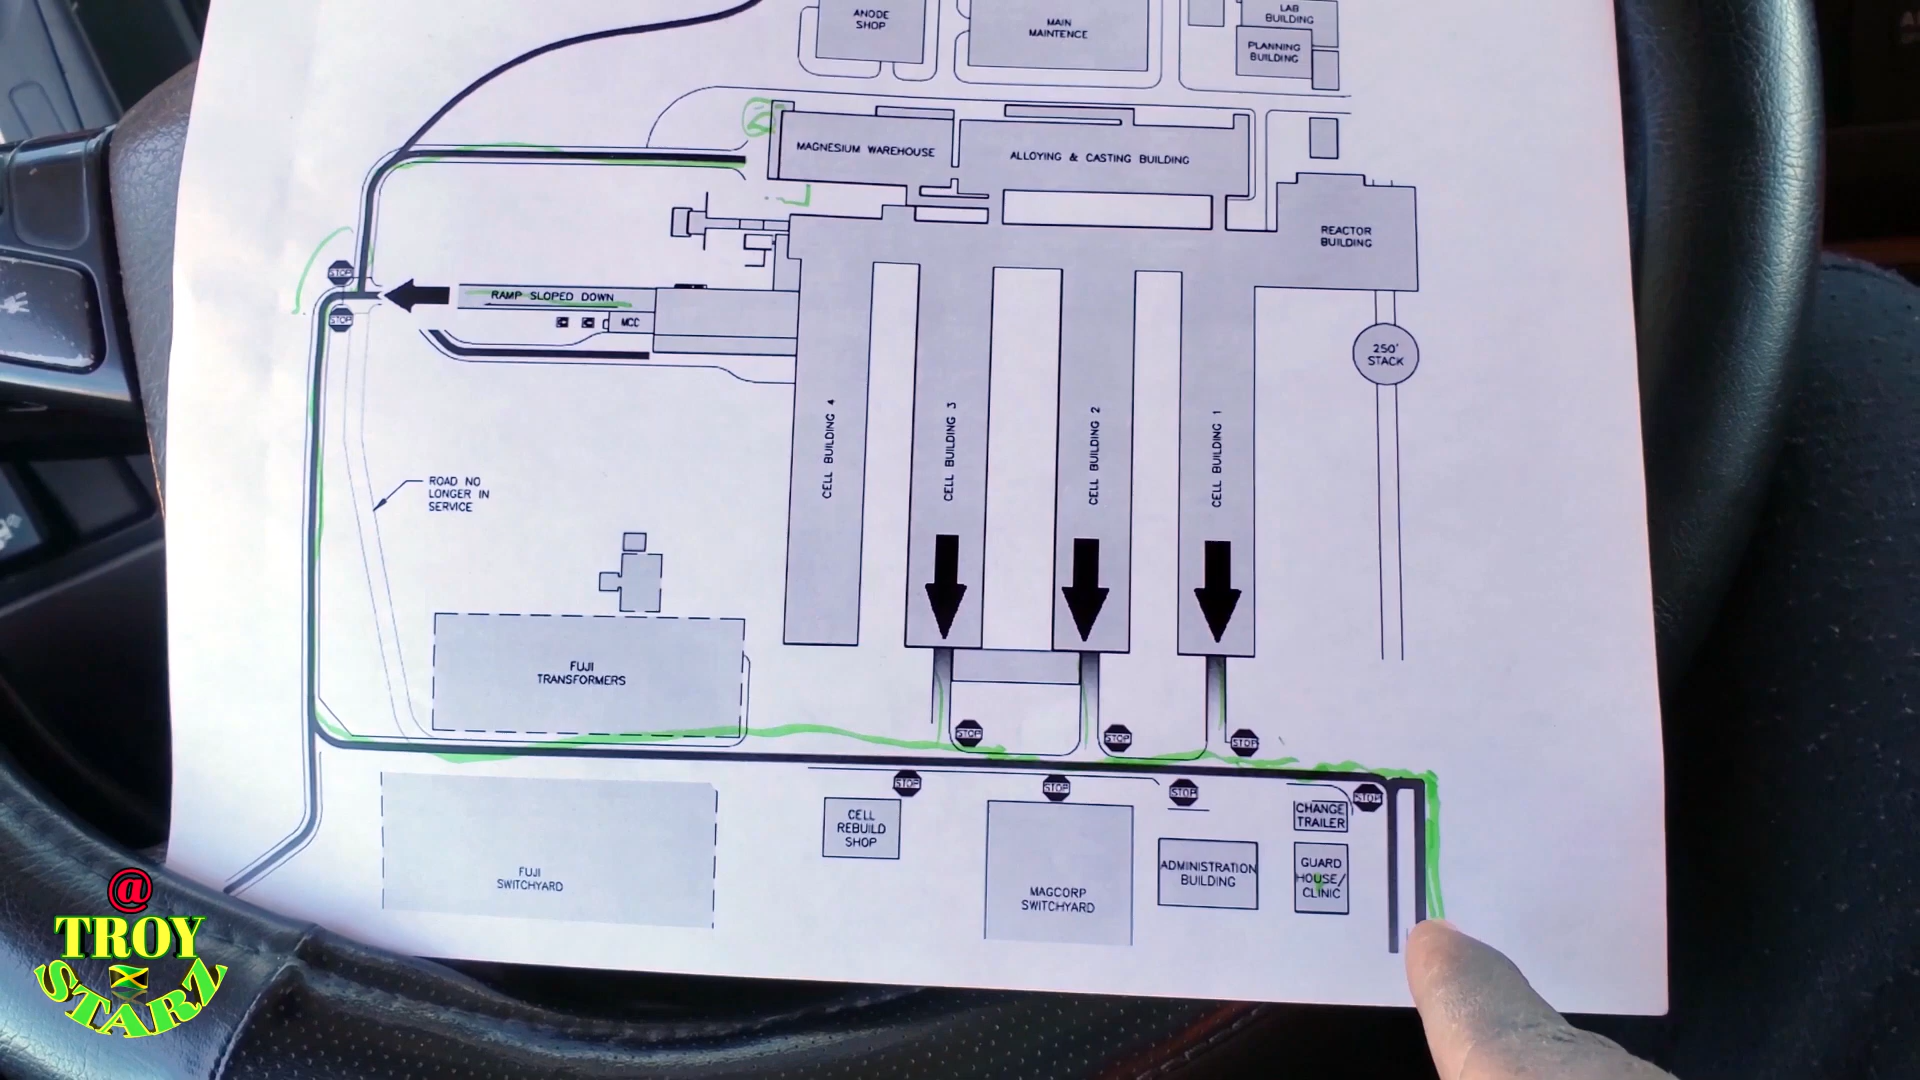 ANODE
SHOP
MAIN
MAINTENCE
LAB
BUILDING
PLANNING
BUILDING
MAGNESIUM WAREHOUSE
ALLOYING & CASTING BUILDING
REACTOR
BUILDING
STOP
RAMP SLOPED DOWN
STOP
MCC
250'
STACK
CELL BUILDING 4
CELL BUILDING 3
CELL BUILDING 2
CELL BUILDING 1
ROAD NO
LONGER IN
SERVICE
FUJI
TRANSFORMERS
STOP
STOP
STOP
STOP
STOP
STOP
STOP
CELL
REBUILD
SHOP
CHANGE
TRAILER
FUJI
SWITCHYARD
MAGCORP
SWITCHYARD
ADMINISTRATION
BUILDING
GUARD
HOUSE/
CLINIC
@
TROY
STARZ